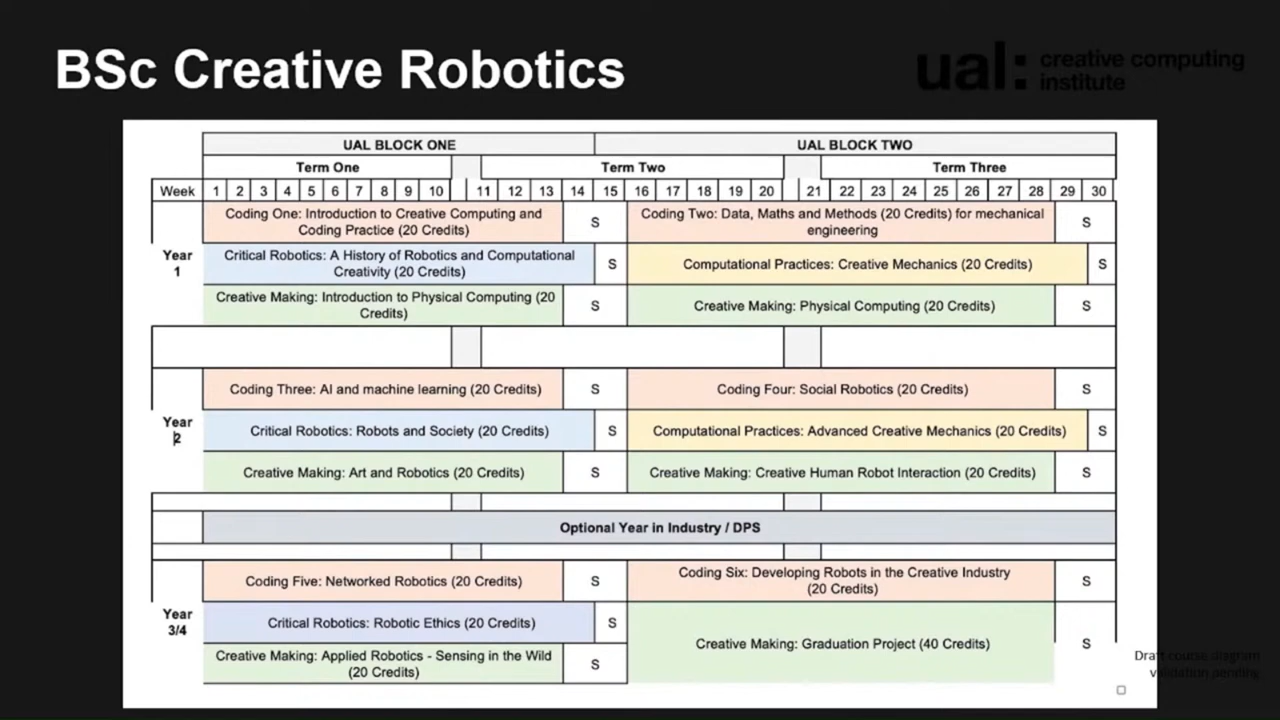 BSc Creative Robotics
ual: creative computing
institute
UAL BLOCK ONE UAL BLOCK TWO
Term One Term Two Term Three
Week 1 2 3 4 5 6 7 8 9 10 11 12 13 14 15 16 17 18 19 20 21 22 23 24 25 26 27 28 29 30
Year
1
Coding One: Introduction to Creative Computing and
Coding Practice (20 Credits)
S
Coding Two: Data, Maths and Methods (20 Credits) for mechanical
engineering
S
Critical Robotics: A History of Robotics and Computational
Creativity (20 Credits)
S
Computational Practices: Creative Mechanics (20 Credits)
S
Creative Making: Introduction to Physical Computing (20
Credits)
S
Creative Making: Physical Computing (20 Credits)
S
Year
2
Coding Three: AI and machine learning (20 Credits)
S
Coding Four: Social Robotics (20 Credits)
S
Critical Robotics: Robots and Society (20 Credits)
S
Computational Practices: Advanced Creative Mechanics (20 Credits)
S
Creative Making: Art and Robotics (20 Credits)
S
Creative Making: Creative Human Robot Interaction (20 Credits)
S
Optional Year in Industry / DPS
Year
3/4
Coding Five: Networked Robotics (20 Credits)
S
Coding Six: Developing Robots in the Creative Industry
(20 Credits)
S
Critical Robotics: Robotic Ethics (20 Credits)
S
Creative Making: Graduation Project (40 Credits)
S
Creative Making: Applied Robotics - Sensing in the Wild
(20 Credits)
S
Draft course diagram
validation pending